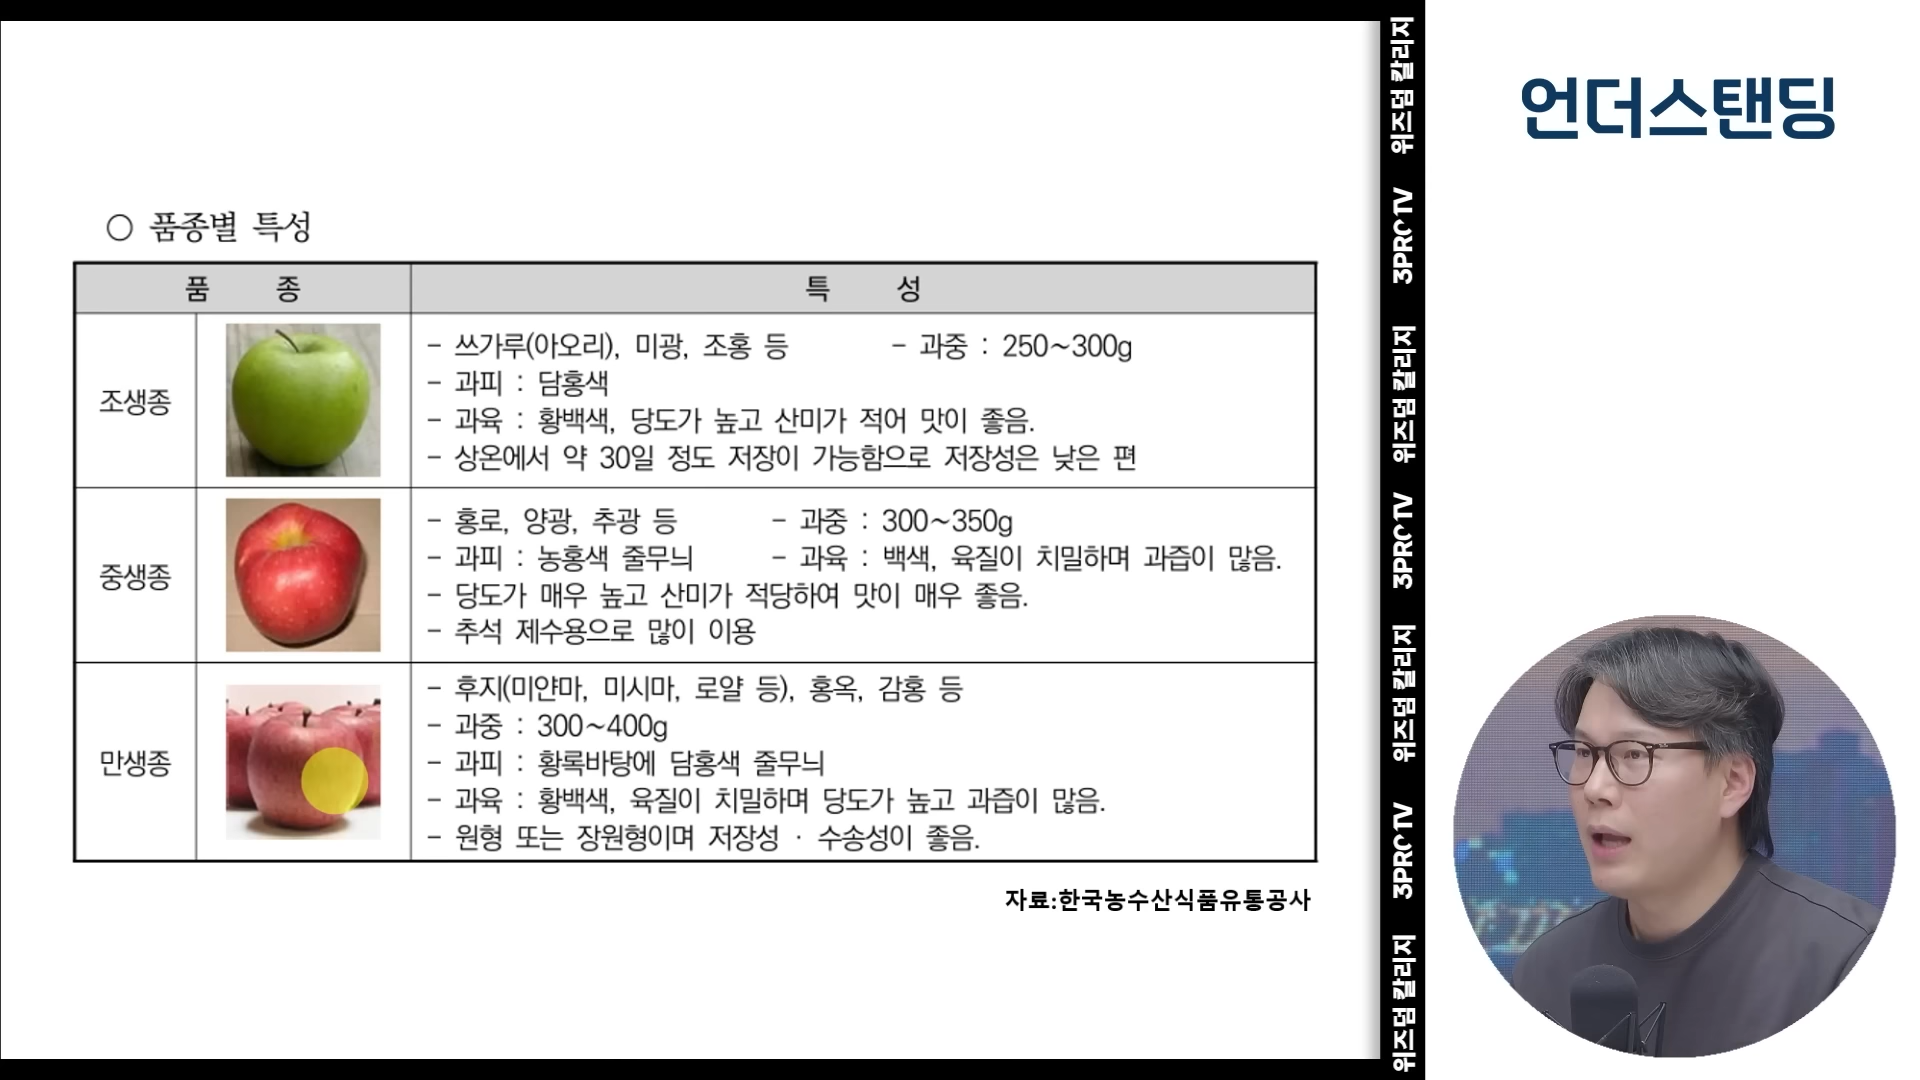 ○ 품종별 특성
품 종
특 성
조생종
- 쓰가루(아오리), 미광, 조홍 등 - 과중 : 250~300g
- 과피 : 담홍색
- 과육 : 황백색, 당도가 높고 산미가 적어 맛이 좋음.
- 상온에서 약 30일 정도 저장이 가능함으로 저장성은 낮은 편
중생종
- 홍로, 양광, 추광 등 - 과중 : 300~350g
- 과피 : 농홍색 줄무늬 - 과육 : 백색, 육질이 치밀하며 과즙이 많음.
- 당도가 매우 높고 산미가 적당하여 맛이 매우 좋음.
- 추석 제수용으로 많이 이용
만생종
- 후지(미얀마, 미시마, 로얄 등), 홍옥, 감홍 등
- 과중 : 300~400g
- 과피 : 황록바탕에 담홍색 줄무늬
- 과육 : 황백색, 육질이 치밀하며 당도가 높고 과즙이 많음.
- 원형 또는 장원형이며 저장성 · 수송성이 좋음.
자료:한국농수산식품유통공사
위즈덤 칼리지
3PROTV
위즈덤 칼리지
3PROTV
위즈덤 칼리지
3PROTV
위즈덤 칼리지
언더스탠딩